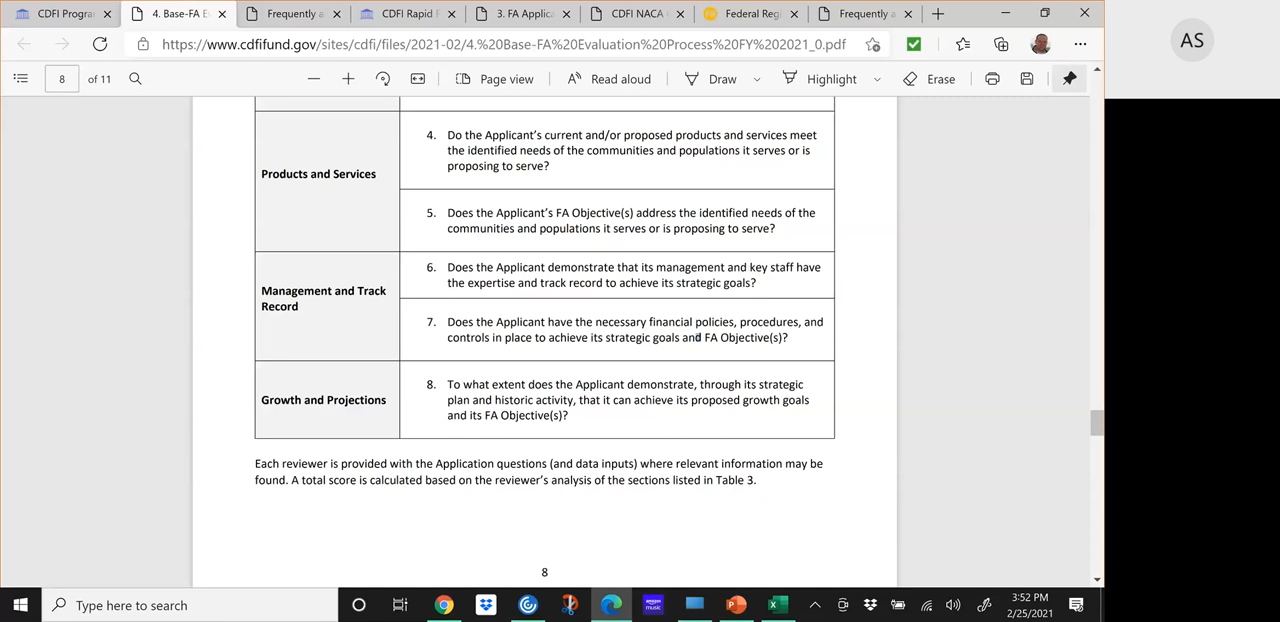 CDFI Progran
4. Base-FA E
Frequently a
CDFI Rapid F
3. FA Applica
CDFI NACA
Federal Reg
Frequently a
https://www.cdfifund.gov/sites/cdfi/files/2021-02/4.%20Base-FA%20Evaluation%20Process%20FY%202021_0.pdf
AS
8 of 11
Page view
Read aloud
Draw
Highlight
Erase
Products and Services
4. Do the Applicant's current and/or proposed products and services meet
the identified needs of the communities and populations it serves or is
proposing to serve?
5. Does the Applicant's FA Objective(s) address the identified needs of the
communities and populations it serves or is proposing to serve?
Management and Track
Record
6. Does the Applicant demonstrate that its management and key staff have
the expertise and track record to achieve its strategic goals?
7. Does the Applicant have the necessary financial policies, procedures, and
controls in place to achieve its strategic goals and FA Objective(s)?
Growth and Projections
8. To what extent does the Applicant demonstrate, through its strategic
plan and historic activity, that it can achieve its proposed growth goals
and its FA Objective(s)?
Each reviewer is provided with the Application questions (and data inputs) where relevant information may be
found. A total score is calculated based on the reviewer's analysis of the sections listed in Table 3.
8
Type here to search
amazon
music
3:52 PM
2/25/2021